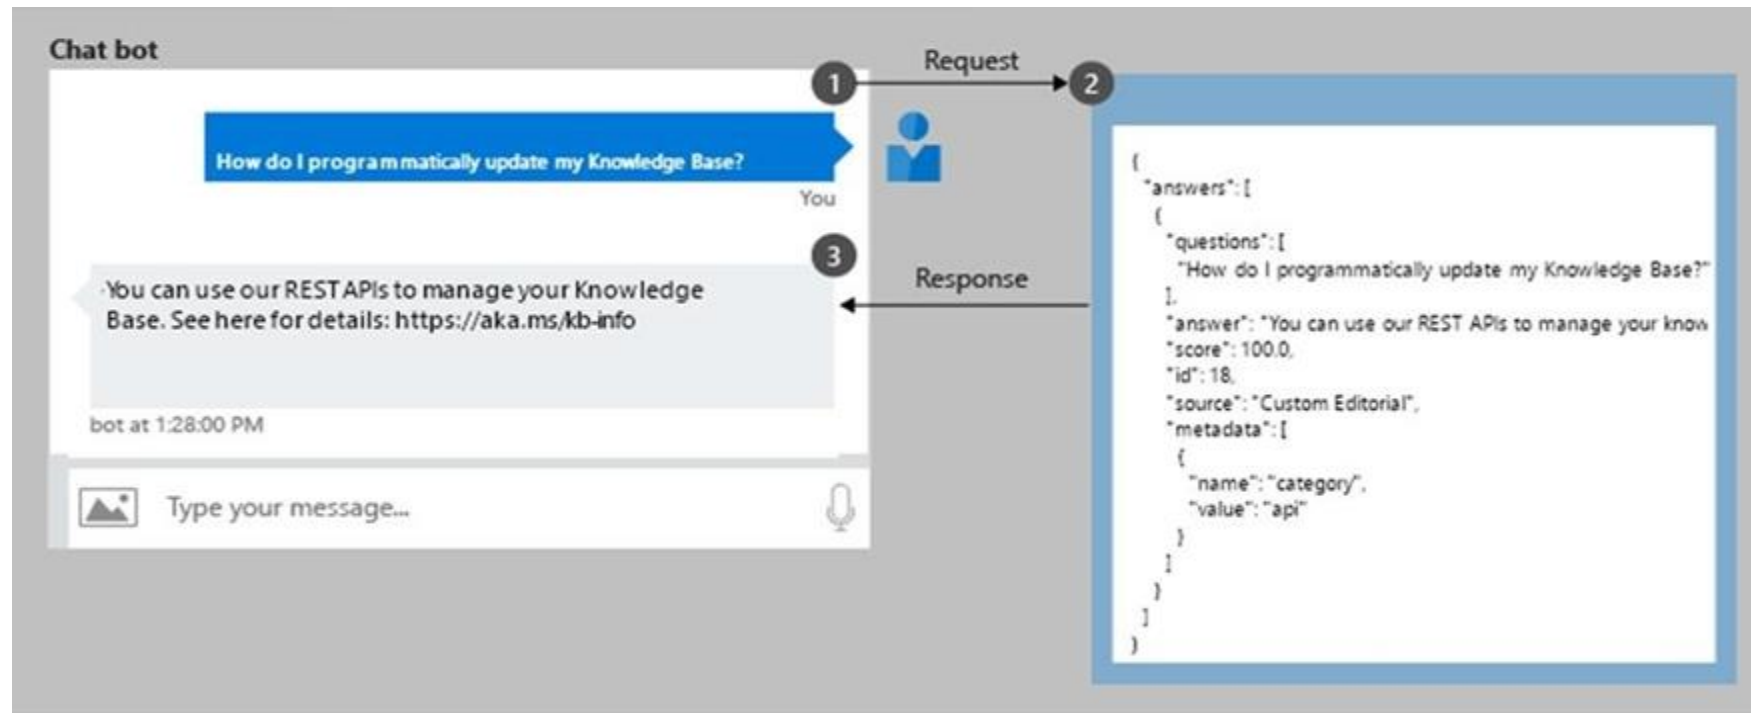 Chat bot
1
Request
2
How do I programmatically update my Knowledge Base?
You
3
Response
You can use our REST APIs to manage your Knowledge
Base. See here for details: https://aka.ms/kb-info
bot at 1:28:00 PM
Type your message...
{
"answers": [
{
"questions": [
"How do I programmatically update my Knowledge Base?"
],
"answer": "You can use our REST APIs to manage your know
"score": 100.0,
"id": 18,
"source": "Custom Editorial",
"metadata": [
{
"name": "category",
"value": "api"
}
]
}
]
}